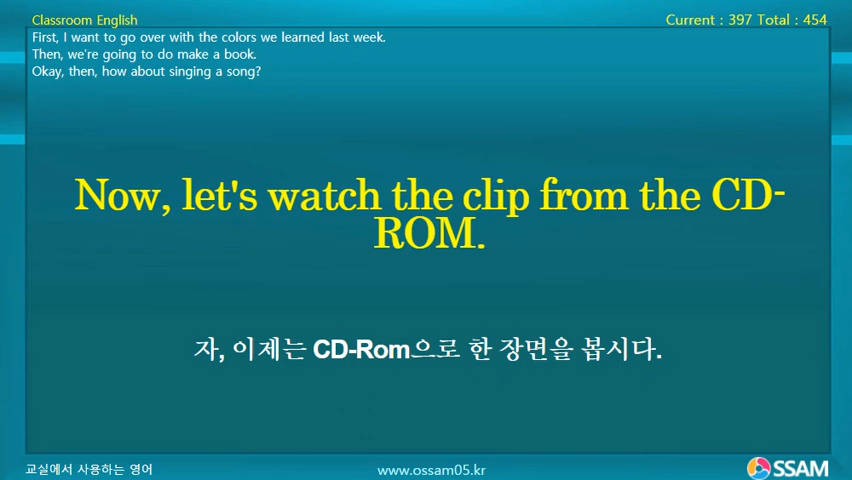 Classroom English
Current : 397 Total : 454
First, I want to go over with the colors we learned last week.
Then, we're going to do make a book.
Okay, then, how about singing a song?
Now, let's watch the clip from the CD-
ROM.
자, 이제는 CD-Rom으로 한 장면을 봅시다.
교실에서 사용하는 영어
www.ossam05.kr
SSAM